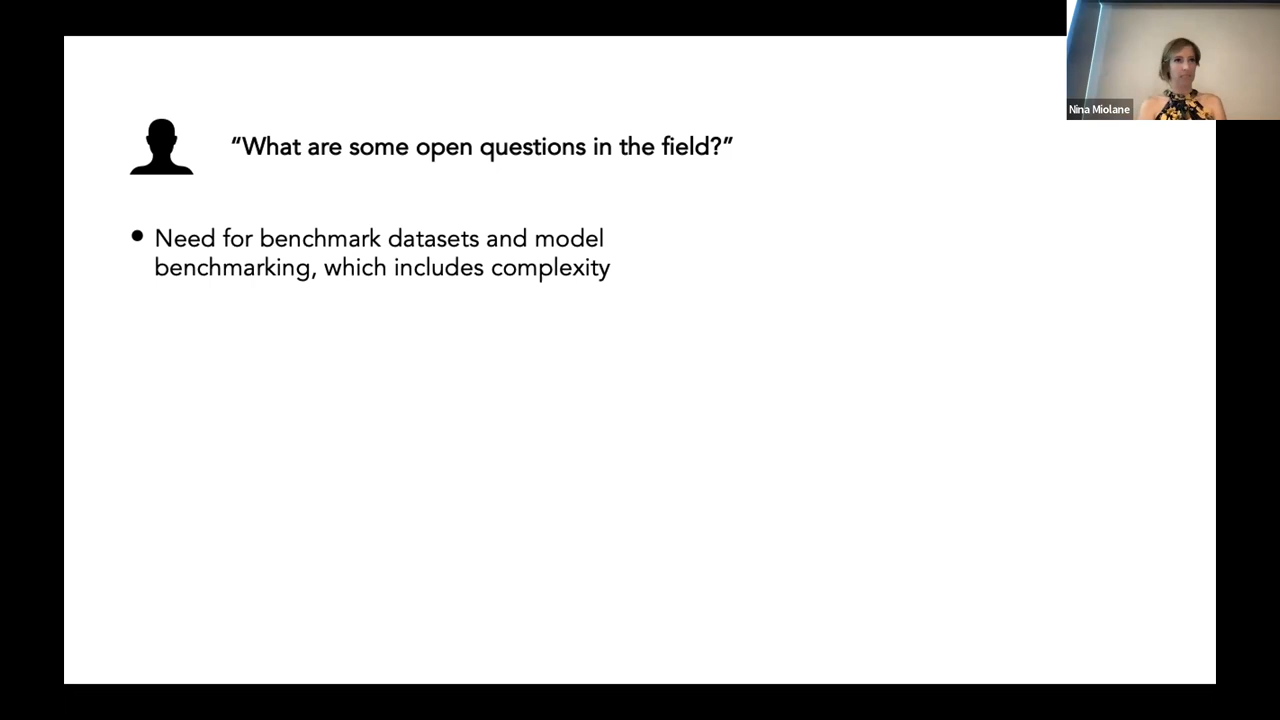 Nina Miolane
“What are some open questions in the field?”
• Need for benchmark datasets and model
benchmarking, which includes complexity